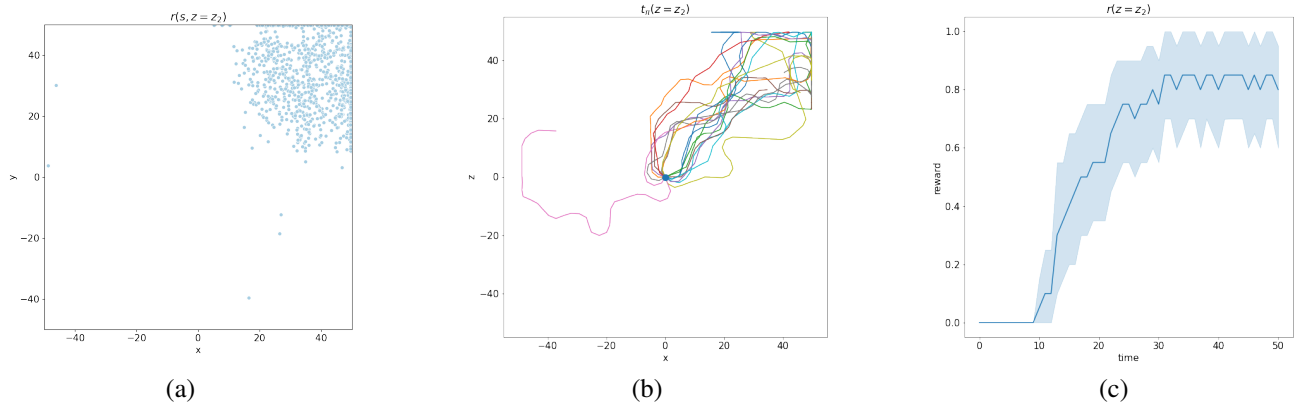 r(s, z = z₂)
40
20
0
−20
−40
y
−40 −20 0 20 40
x
(a)
tπ(z = z₂)
40
20
0
−20
−40
z
−40 −20 0 20 40
x
(b)
r(z = z₂)
1.0
0.8
0.6
0.4
0.2
0.0
reward
0 10 20 30 40 50
time
(c)